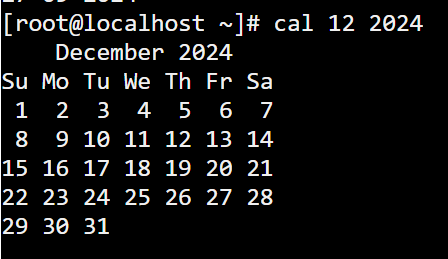 [root@localhost ~]# cal 12 2024
    December 2024
Su Mo Tu We Th Fr Sa
 1  2  3  4  5  6  7
 8  9 10 11 12 13 14
15 16 17 18 19 20 21
22 23 24 25 26 27 28
29 30 31